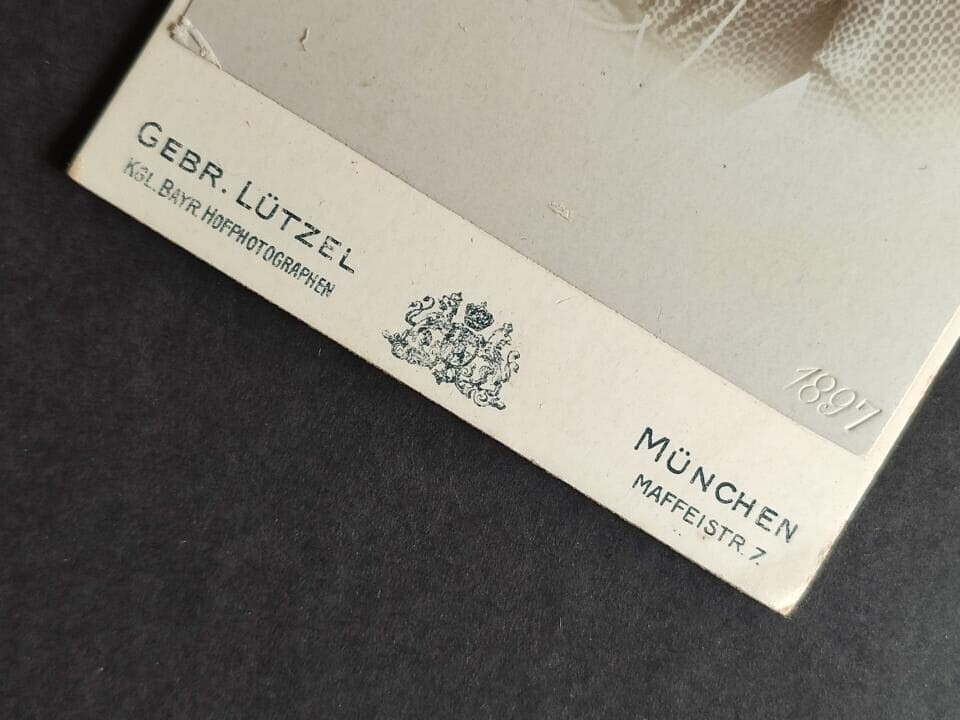 GEBR. LÜTZEL
KGL. BAYR. HOFPHOTOGRAPHEN
MÜNCHEN
MAFFEISTR. 7.
1897